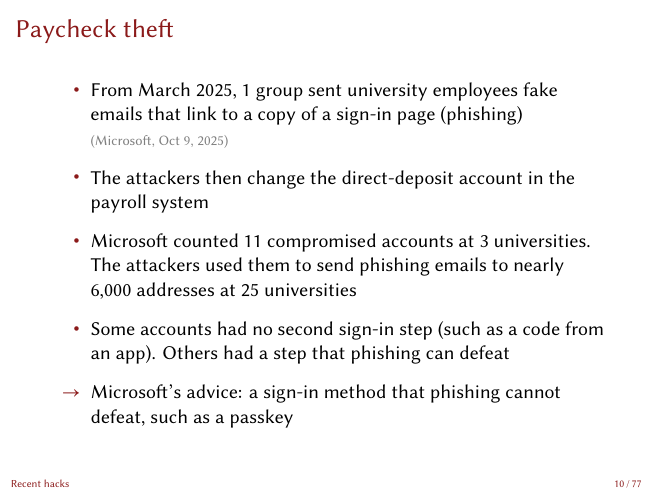 Paycheck theft
• From March 2025, 1 group sent university employees fake
emails that link to a copy of a sign-in page (phishing)
(Microsoft, Oct 9, 2025)
• The attackers then change the direct-deposit account in the
payroll system
• Microsoft counted 11 compromised accounts at 3 universities.
The attackers used them to send phishing emails to nearly
6,000 addresses at 25 universities
• Some accounts had no second sign-in step (such as a code from
an app). Others had a step that phishing can defeat
→ Microsoft’s advice: a sign-in method that phishing cannot
defeat, such as a passkey
Recent hacks
10 / 77